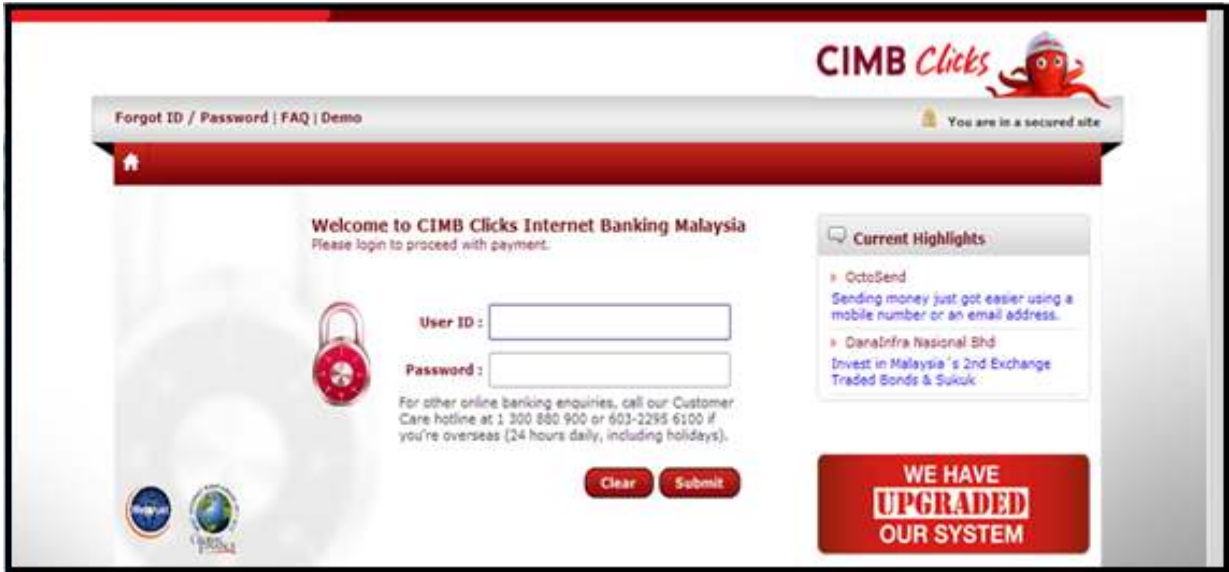 CIMB Clicks
Forgot ID / Password | FAQ | Demo
You are in a secured site
Welcome to CIMB Clicks Internet Banking Malaysia
Please login to proceed with payment.
User ID :
Password :
For other online banking enquiries, call our Customer
Care hotline at 1 300 880 900 or 603-2295 6100 if
you're overseas (24 hours daily, including holidays).
Clear
Submit
Current Highlights
OctoSend
Sending money just got easier using a
mobile number or an email address.
DanaInfra Nasional Bhd
Invest in Malaysia´s 2nd Exchange
Traded Bonds & Sukuk
WE HAVE
UPGRADED
OUR SYSTEM